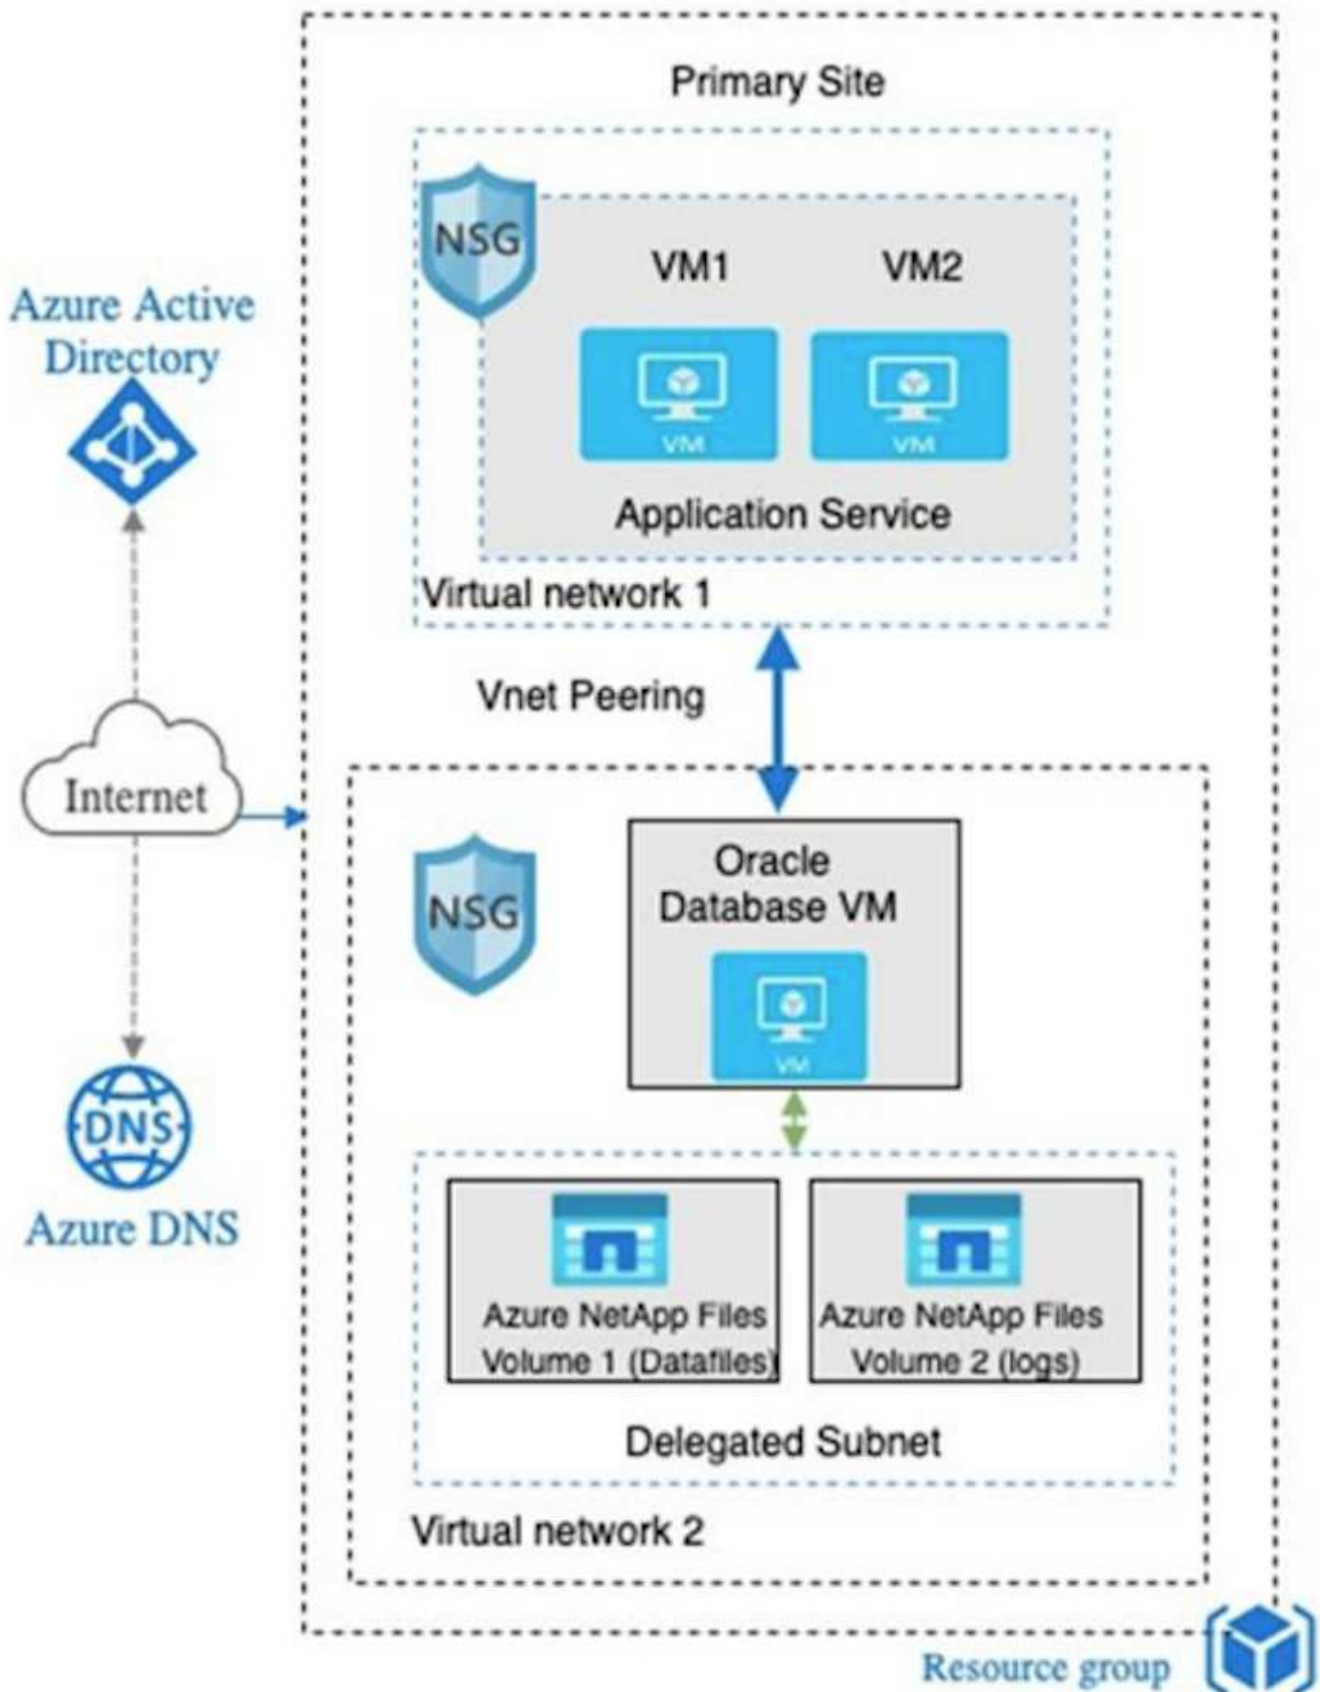 Primary Site
NSG
VM1
VM2
VM
VM
Application Service
Virtual network 1
Azure Active
Directory
Vnet Peering
Internet
NSG
Oracle
Database VM
VM
DNS
Azure DNS
Azure NetApp Files
Volume 1 (Datafiles)
Azure NetApp Files
Volume 2 (logs)
Delegated Subnet
Virtual network 2
Resource group